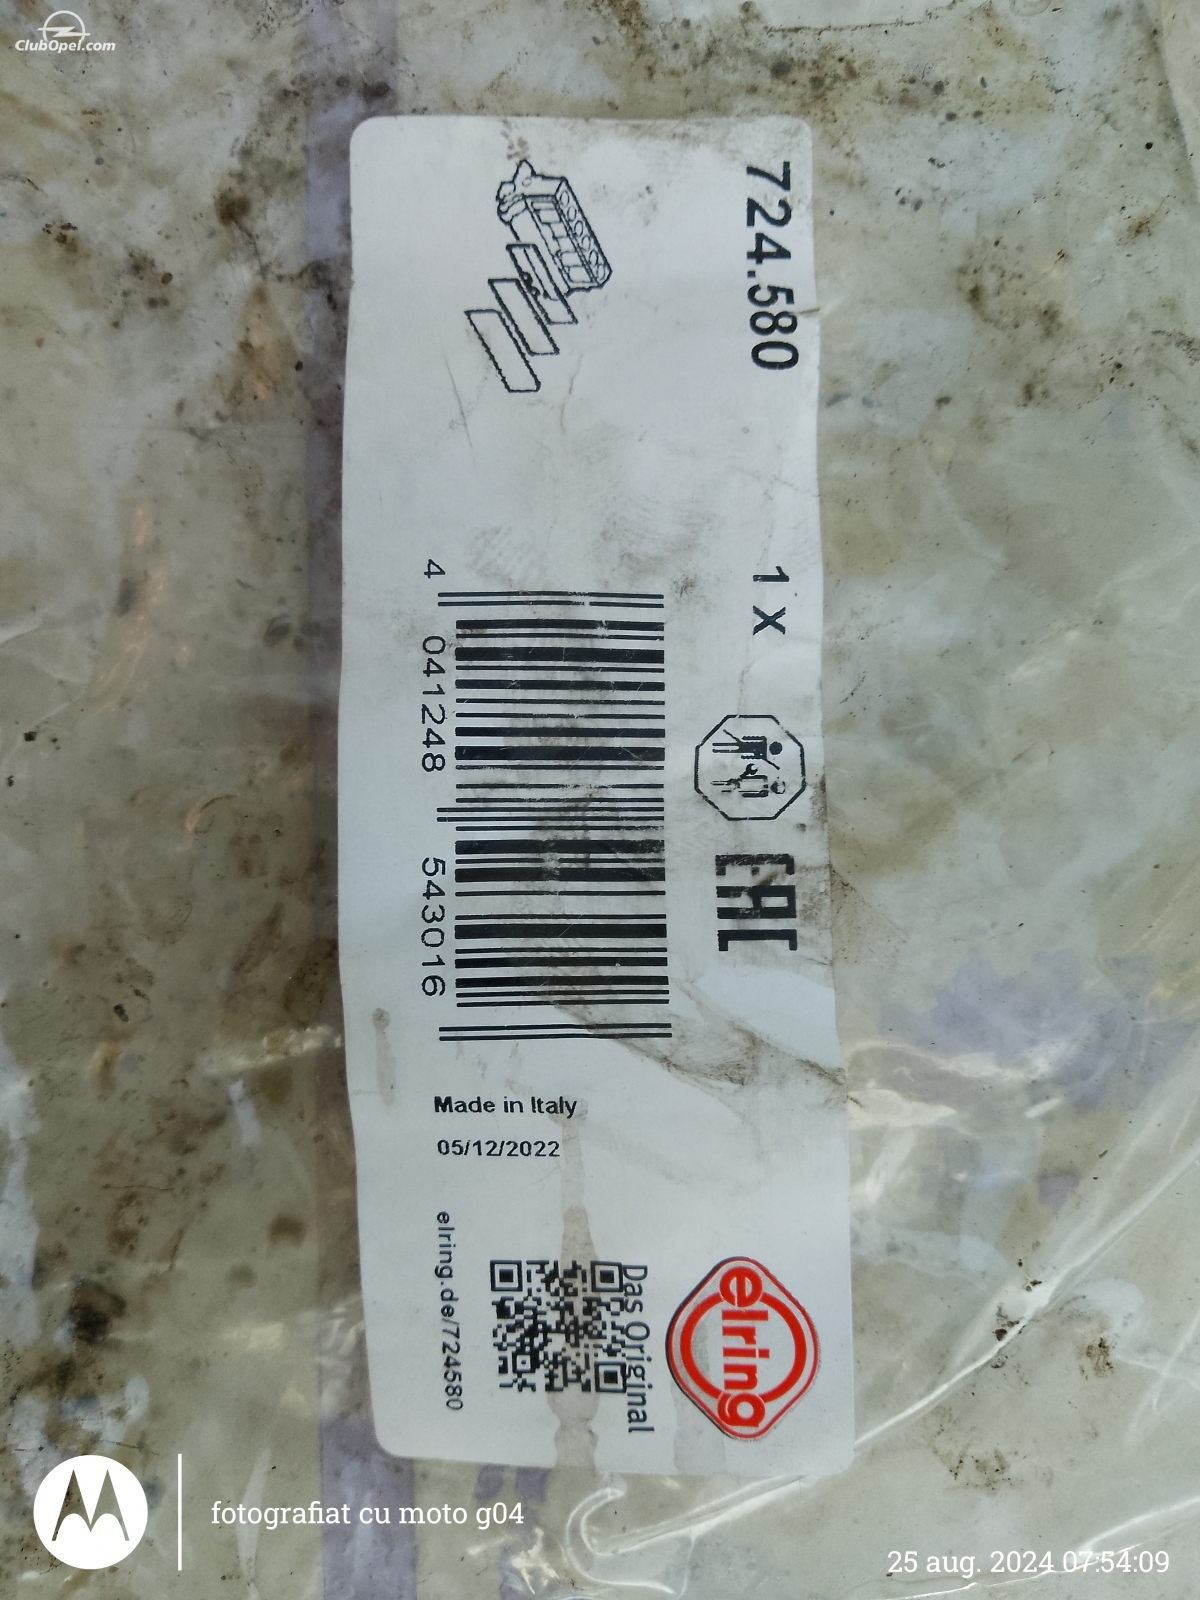 ClubOpel.com
724.580
1 X
EAC
4 041248 543016
Made in Italy
05/12/2022
elring
Das Original
elring.de/724580
fotografiat cu moto g04
25 aug. 2024 07:54:09